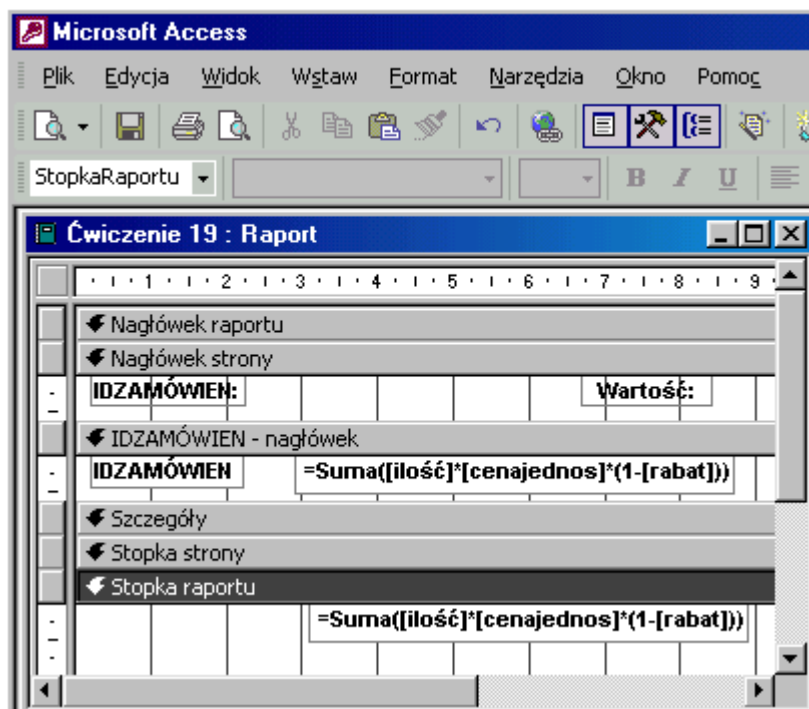 Microsoft Access
Plik Edycja Widok Wstaw Format Narzędzia Okno Pomoc
StopkaRaportu B I U
Ćwiczenie 19 : Raport
1 2 3 4 5 6 7 8 9
Nagłówek raportu
Nagłówek strony
IDZAMÓWIEN: Wartość:
IDZAMÓWIEN - nagłówek
IDZAMÓWIEN =Suma([ilość]*[cenajednos]*(1-[rabat]))
Szczegóły
Stopka strony
Stopka raportu
=Suma([ilość]*[cenajednos]*(1-[rabat]))